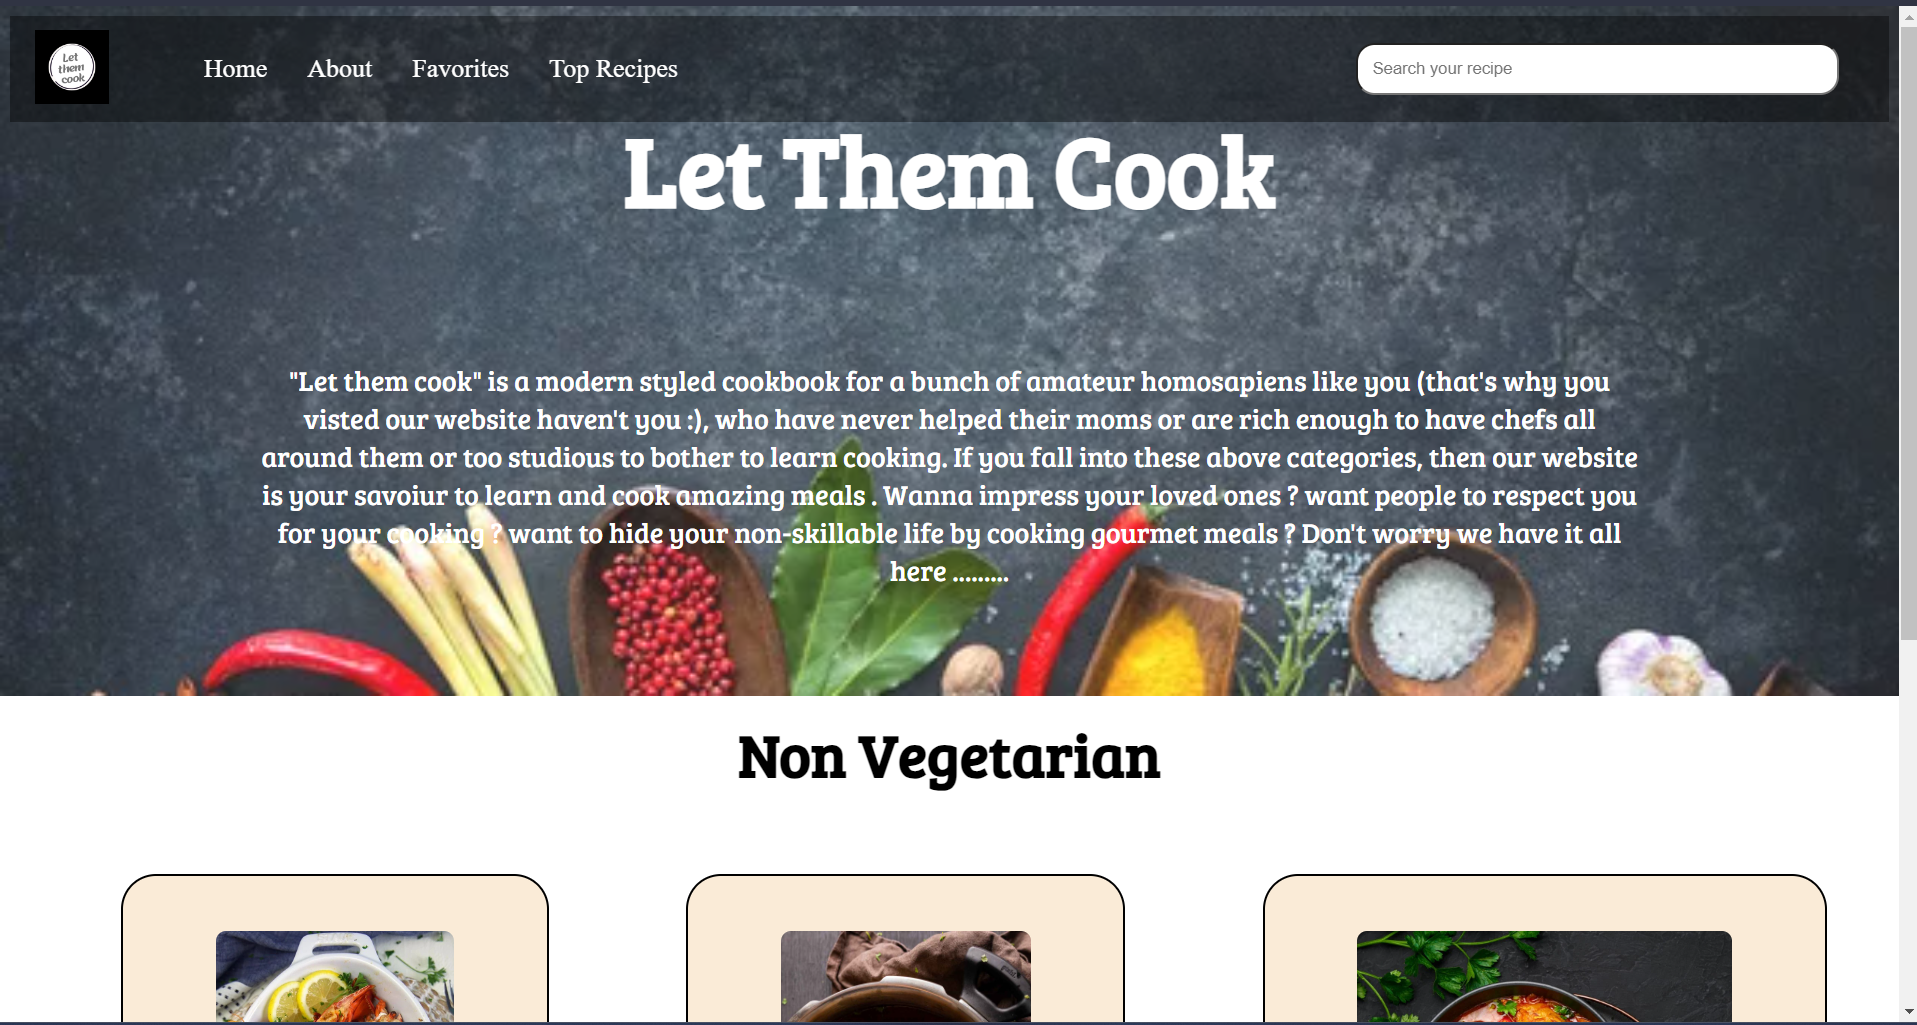 Let
them
cook
Home About Favorites Top Recipes
Search your recipe
Let Them Cook
"Let them cook" is a modern styled cookbook for a bunch of amateur homosapiens like you (that's why you
visted our website haven't you :), who have never helped their moms or are rich enough to have chefs all
around them or too studious to bother to learn cooking. If you fall into these above categories, then our website
is your savoiur to learn and cook amazing meals . Wanna impress your loved ones ? want people to respect you
for your cooking ? want to hide your non-skillable life by cooking gourmet meals ? Don't worry we have it all
here .........
Non Vegetarian